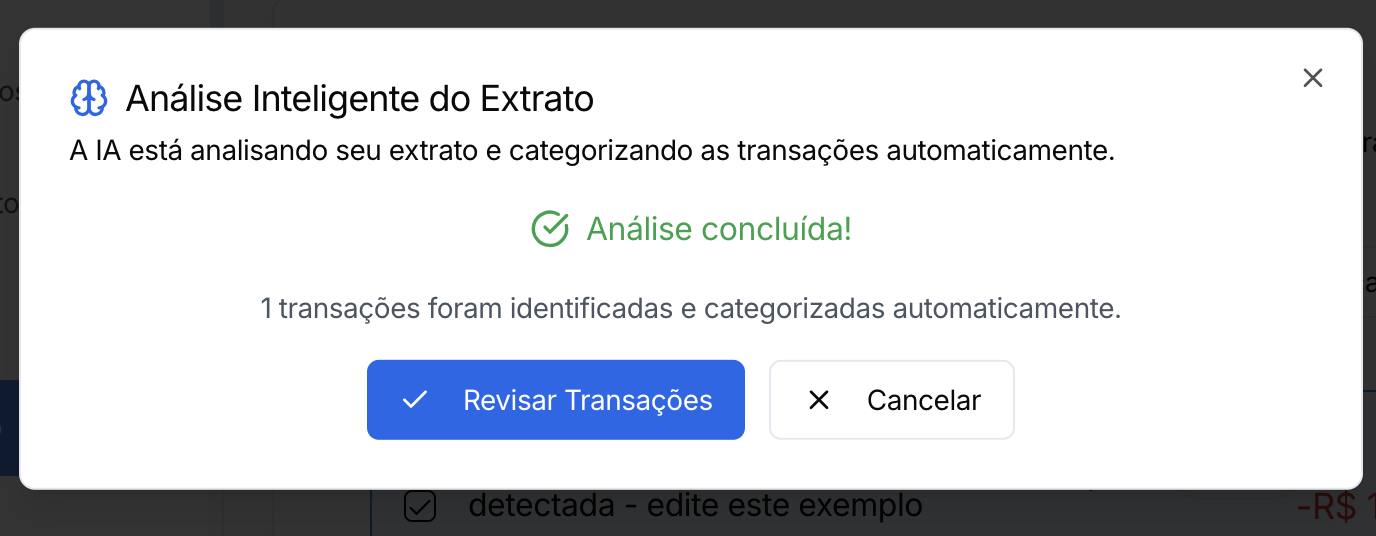 Análise Inteligente do Extrato
A IA está analisando seu extrato e categorizando as transações automaticamente.
Análise concluída!
1 transações foram identificadas e categorizadas automaticamente.
Revisar Transações
Cancelar
detectada - edite este exemplo
-R$ 1